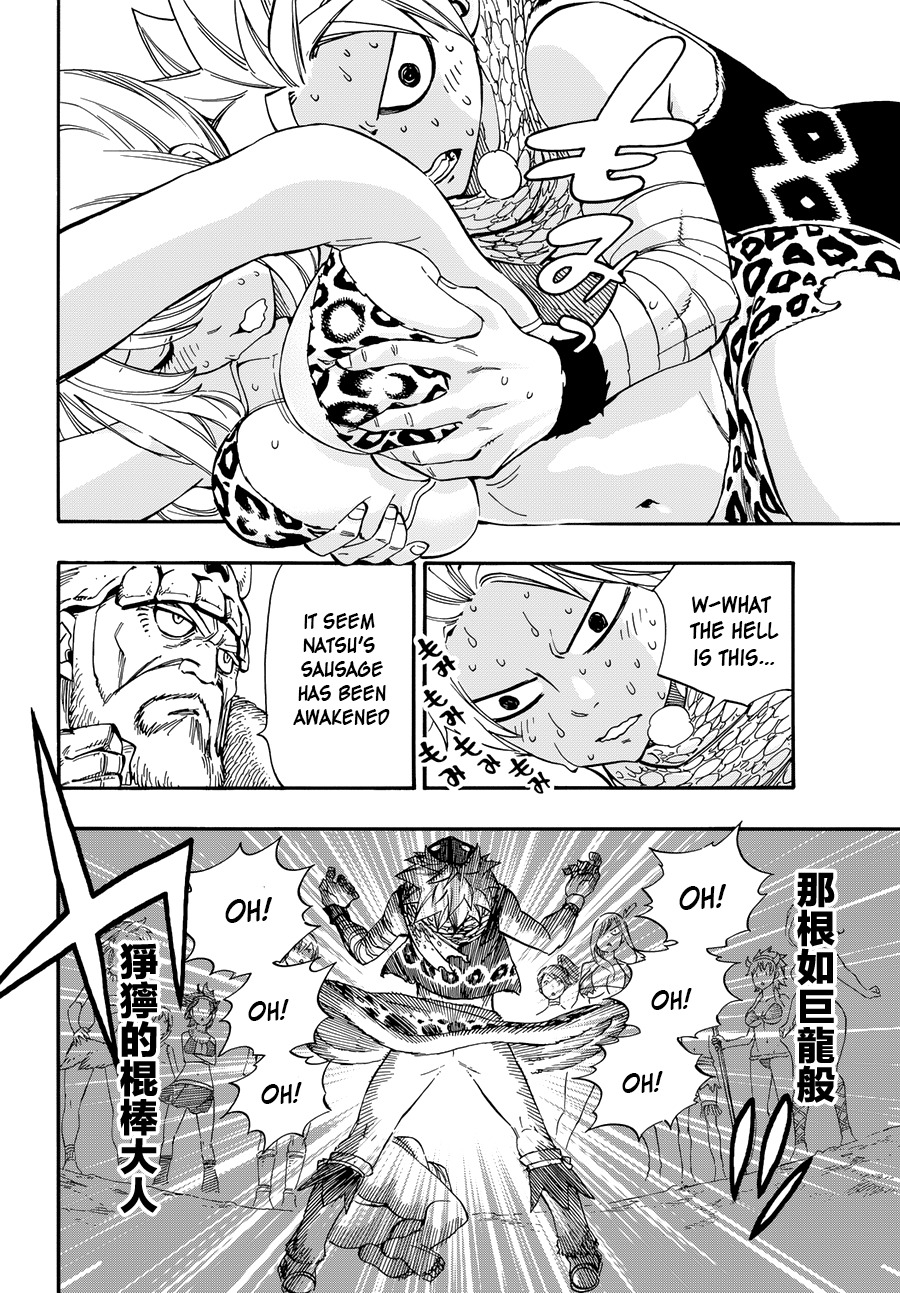 もみっ
W-WHAT
THE HELL
IS THIS...
もみ
もみ
もみ
もみ
もみ
IT SEEM
NATSU'S
SAUSAGE
HAS BEEN
AWAKENED
那根如巨龍般
OH!
OH!
OH!
OH!
OH!
OH!
猙獰的棍棒大人